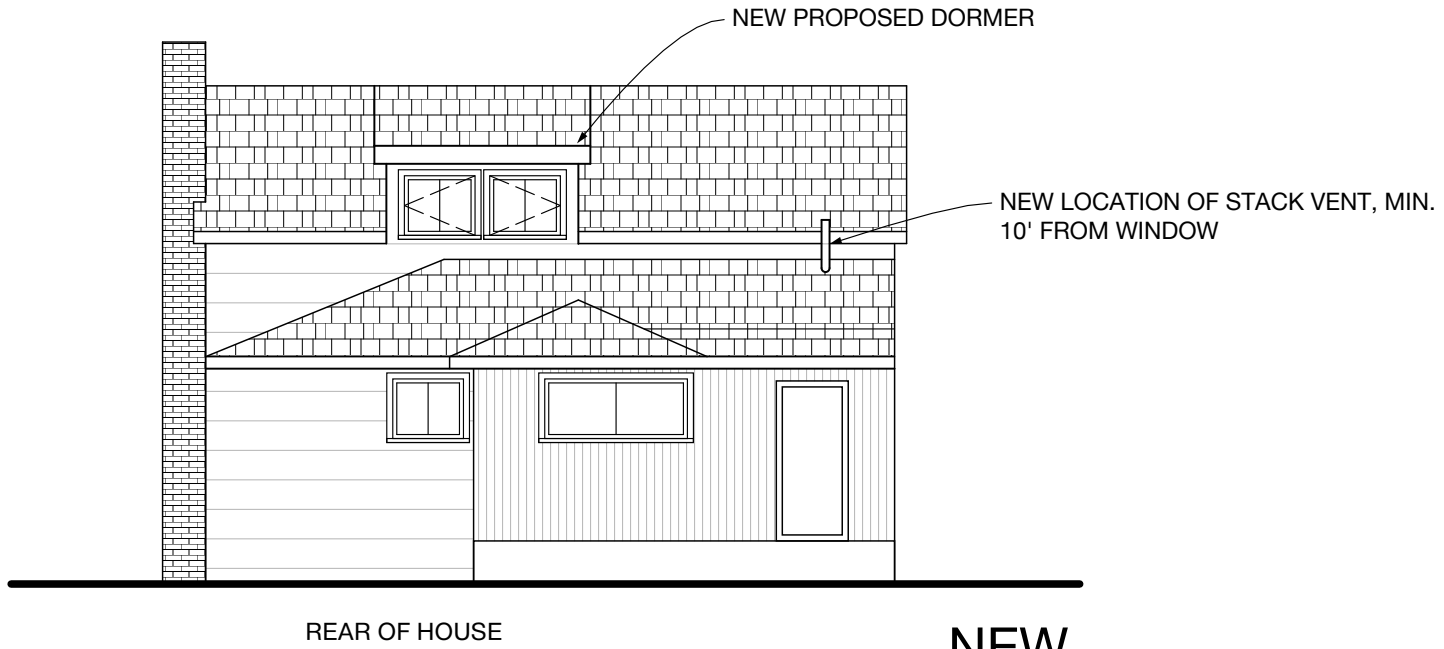 NEW PROPOSED DORMER
NEW LOCATION OF STACK VENT, MIN.
10' FROM WINDOW
REAR OF HOUSE
NEW